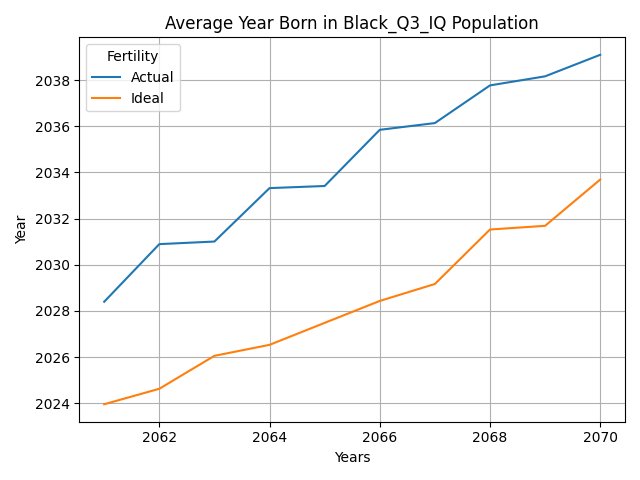 Average Year Born in Black_Q3_IQ Population
Fertility
Actual
Ideal
Year
2038
2036
2034
2032
2030
2028
2026
2024
2062
2064
2066
2068
2070
Years